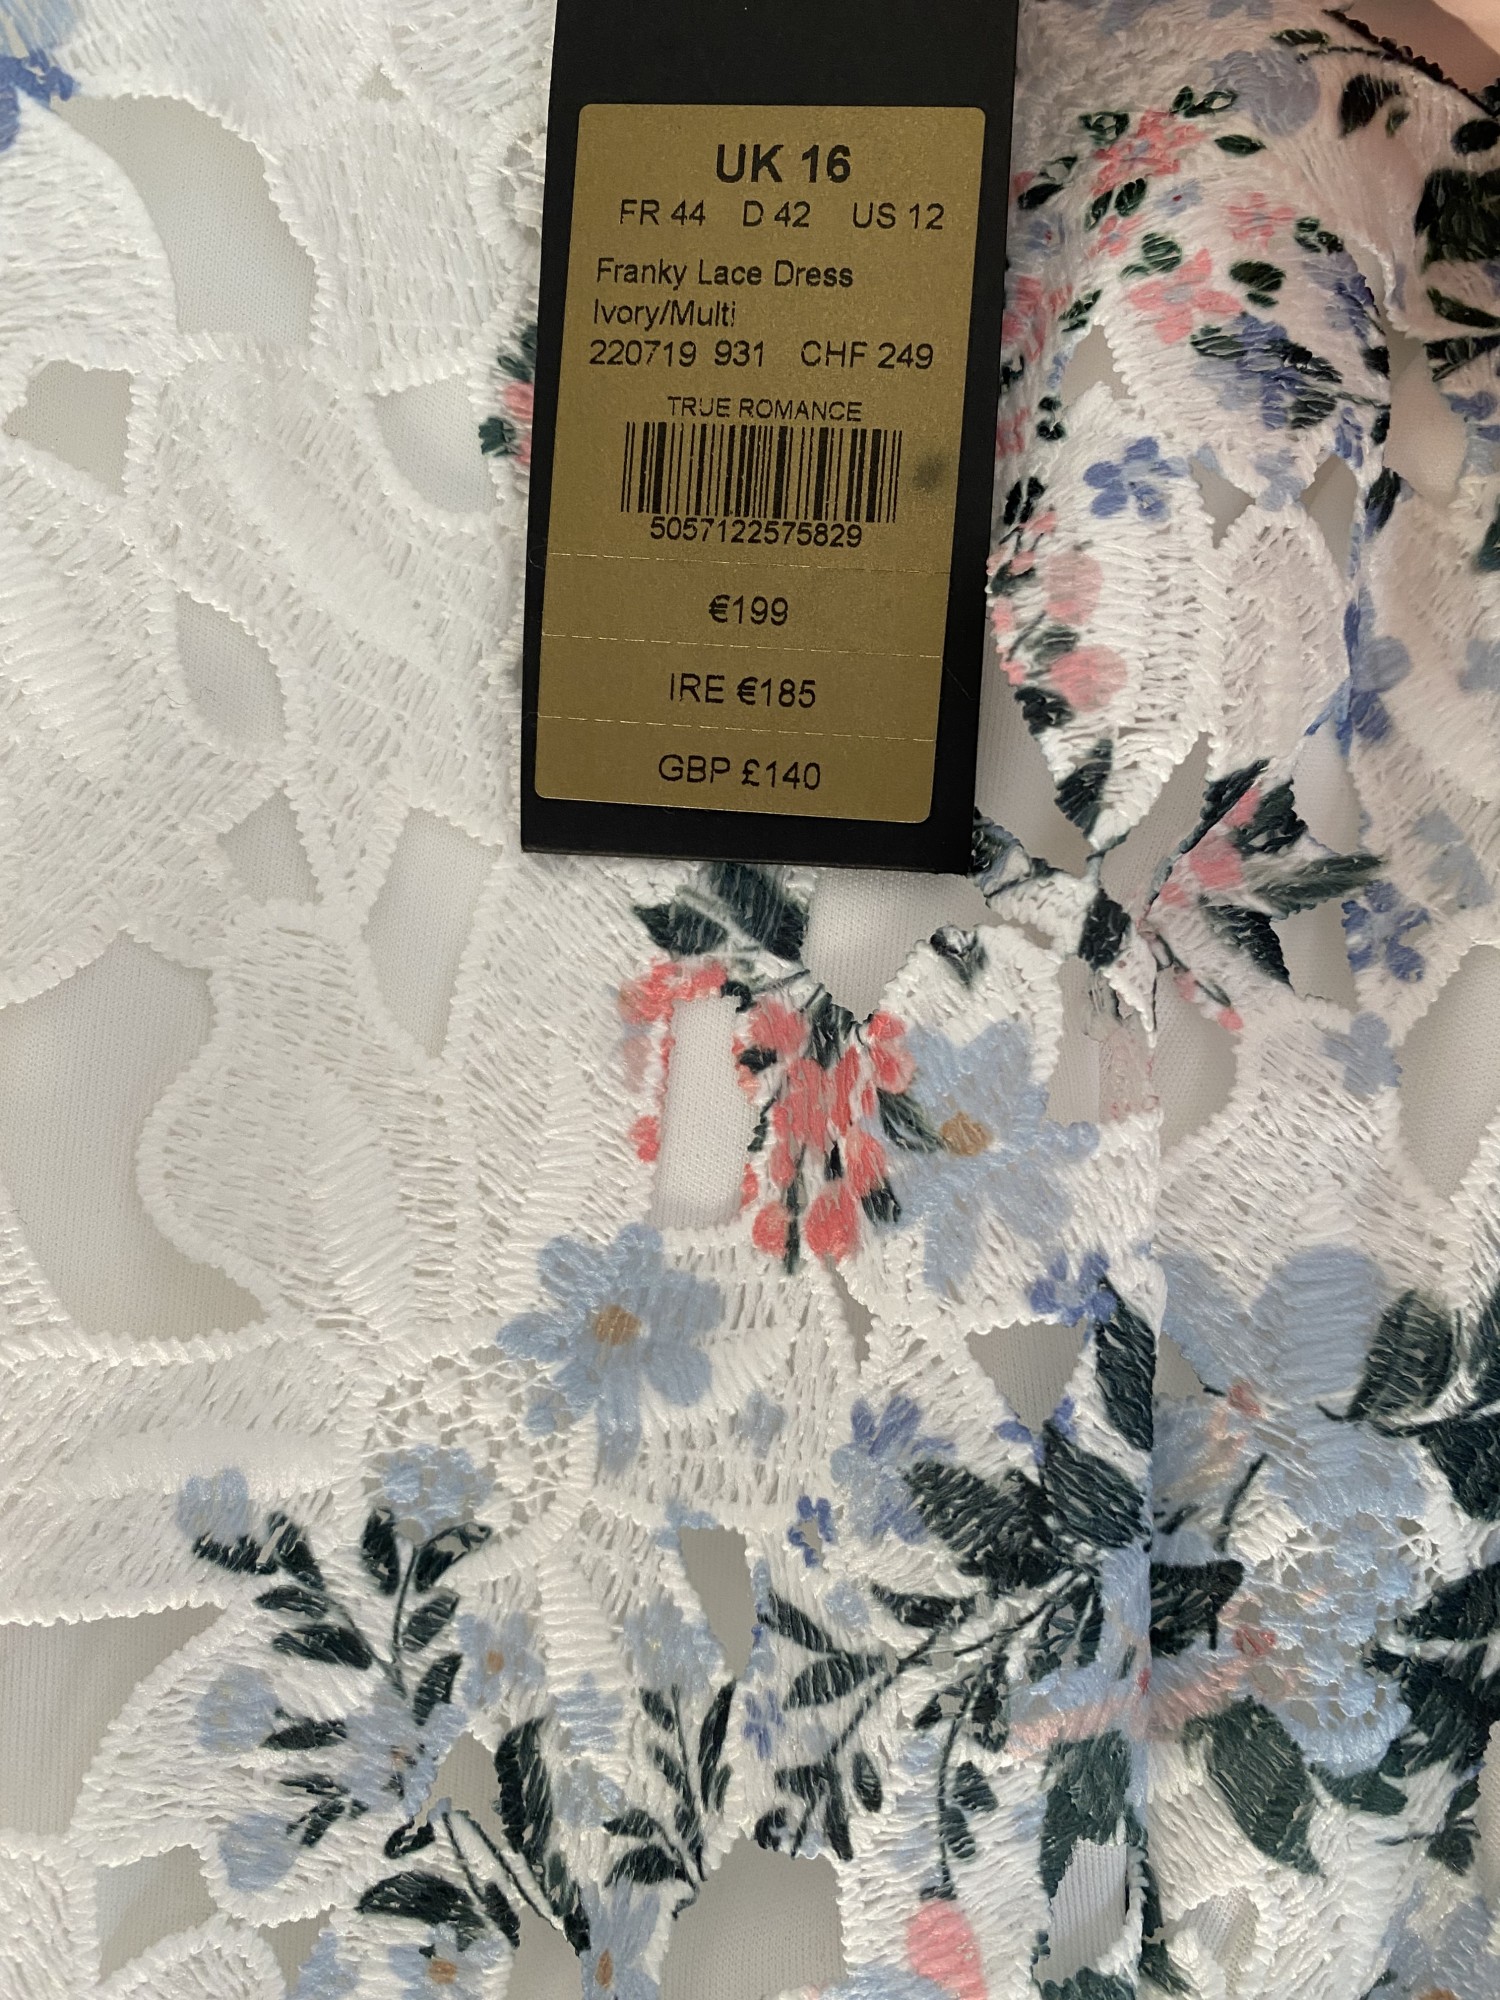 UK 16
FR 44 D 42 US 12
Franky Lace Dress
Ivory/Multi
220719 931 CHF 249
TRUE ROMANCE
5057122575829
€199
IRE €185
GBP £140